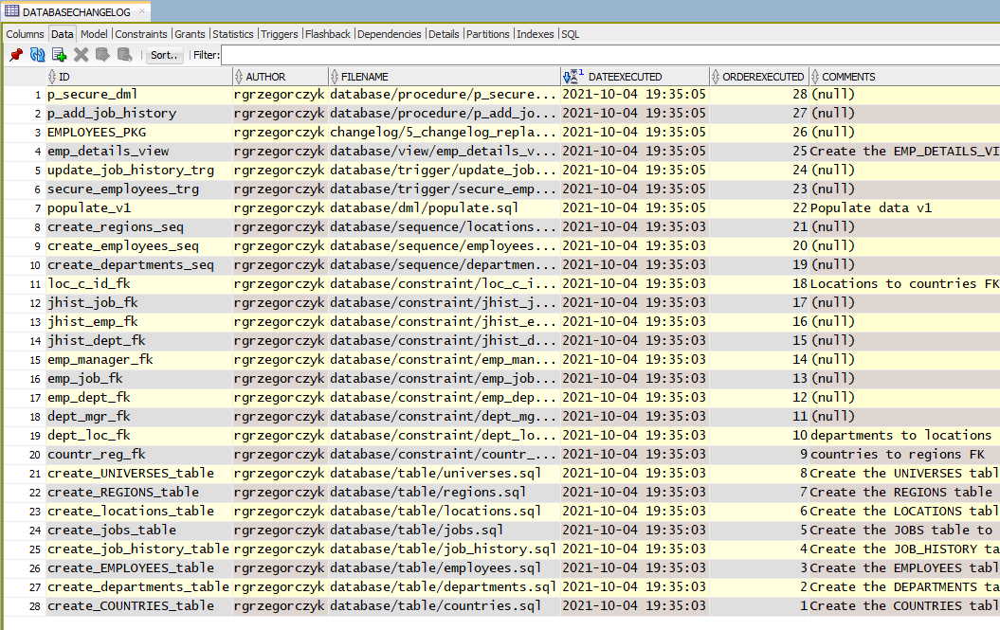 DATABASECHANGELOG
Columns Data Model Constraints Grants Statistics Triggers Flashback Dependencies Details Partitions Indexes SQL
Sort.. Filter:
ID AUTHOR FILENAME 1 DATEEXECUTED ORDEREXECUTED COMMENTS
1 p_secure_dml rgrzegorczyk database/procedure/p_secure... 2021-10-04 19:35:05 28 (null)
2 p_add_job_history rgrzegorczyk database/procedure/p_add_jo... 2021-10-04 19:35:05 27 (null)
3 EMPLOYEES_PKG rgrzegorczyk changelog/5_changelog_repla... 2021-10-04 19:35:05 26 (null)
4 emp_details_view rgrzegorczyk database/view/emp_details_v... 2021-10-04 19:35:05 25 Create the EMP_DETAILS_VI
5 update_job_history_trg rgrzegorczyk database/trigger/update_job... 2021-10-04 19:35:05 24 (null)
6 secure_employees_trg rgrzegorczyk database/trigger/secure_emp... 2021-10-04 19:35:05 23 (null)
7 populate_v1 rgrzegorczyk database/dml/populate.sql 2021-10-04 19:35:05 22 Populate data v1
8 create_regions_seq rgrzegorczyk database/sequence/locations... 2021-10-04 19:35:03 21 (null)
9 create_employees_seq rgrzegorczyk database/sequence/employees... 2021-10-04 19:35:03 20 (null)
10 create_departments_seq rgrzegorczyk database/sequence/departmen... 2021-10-04 19:35:03 19 (null)
11 loc_c_id_fk rgrzegorczyk database/constraint/loc_c_i... 2021-10-04 19:35:03 18 Locations to countries FK
12 jhist_job_fk rgrzegorczyk database/constraint/jhist_j... 2021-10-04 19:35:03 17 (null)
13 jhist_emp_fk rgrzegorczyk database/constraint/jhist_e... 2021-10-04 19:35:03 16 (null)
14 jhist_dept_fk rgrzegorczyk database/constraint/jhist_d... 2021-10-04 19:35:03 15 (null)
15 emp_manager_fk rgrzegorczyk database/constraint/emp_man... 2021-10-04 19:35:03 14 (null)
16 emp_job_fk rgrzegorczyk database/constraint/emp_job... 2021-10-04 19:35:03 13 (null)
17 emp_dept_fk rgrzegorczyk database/constraint/emp_dep... 2021-10-04 19:35:03 12 (null)
18 dept_mgr_fk rgrzegorczyk database/constraint/dept_mg... 2021-10-04 19:35:03 11 (null)
19 dept_loc_fk rgrzegorczyk database/constraint/dept_lo... 2021-10-04 19:35:03 10 departments to locations
20 countr_reg_fk rgrzegorczyk database/constraint/countr_... 2021-10-04 19:35:03 9 countries to regions FK
21 create_UNIVERSES_table rgrzegorczyk database/table/universes.sql 2021-10-04 19:35:03 8 Create the UNIVERSES tabl
22 create_REGIONS_table rgrzegorczyk database/table/regions.sql 2021-10-04 19:35:03 7 Create the REGIONS table
23 create_locations_table rgrzegorczyk database/table/locations.sql 2021-10-04 19:35:03 6 Create the LOCATIONS tabl
24 create_jobs_table rgrzegorczyk database/table/jobs.sql 2021-10-04 19:35:03 5 Create the JOBS table to
25 create_job_history_table rgrzegorczyk database/table/job_history.sql 2021-10-04 19:35:03 4 Create the JOB_HISTORY ta
26 create_EMPLOYEES_table rgrzegorczyk database/table/employees.sql 2021-10-04 19:35:03 3 Create the EMPLOYEES tabl
27 create_departments_table rgrzegorczyk database/table/departments.sql 2021-10-04 19:35:03 2 Create the DEPARTMENTS ta
28 create_COUNTRIES_table rgrzegorczyk database/table/countries.sql 2021-10-04 19:35:03 1 Create the COUNTRIES tabl